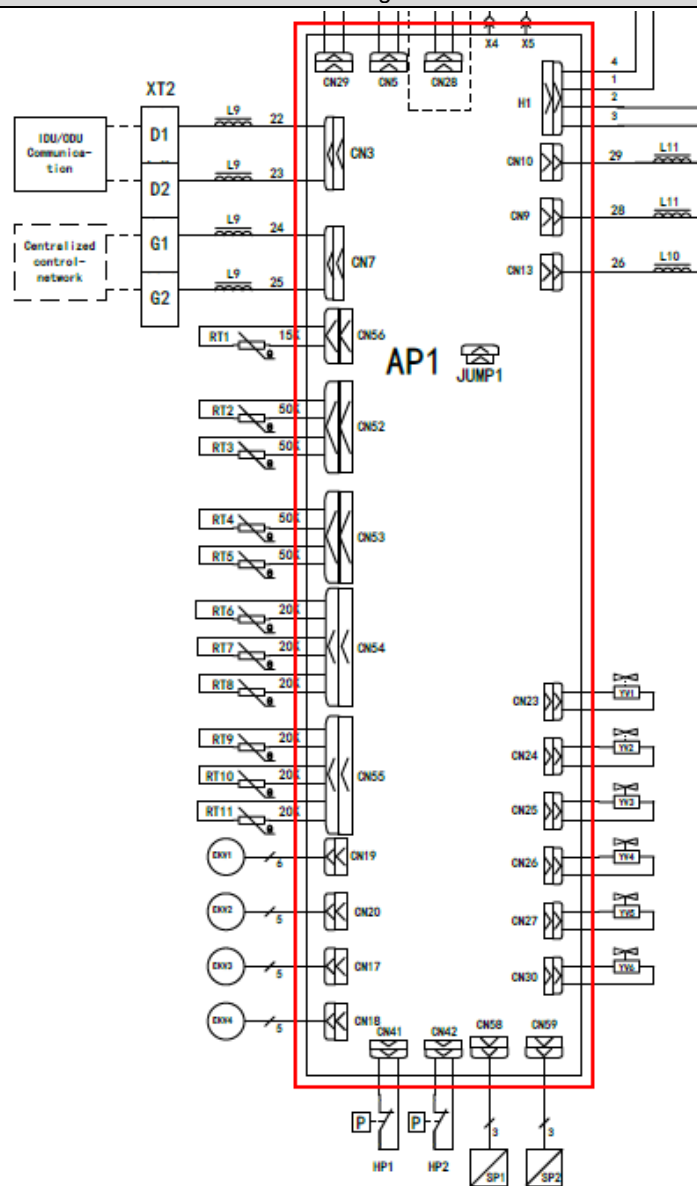 X4 X5
CN29 CN5 CN28
4
1
H1
2
3
XT2
L9 22
D1
IDU/ODU
Communica-
tion
CN3
L9 23
D2
CN10 29 L11
L9 24
G1
CN9 28 L11
Centralized
control-
network
CN7
L9 25
G2
CN13 26 L10
RT1 15K CN56
AP1
JUMP1
RT2 50K
CN52
RT3 50K
RT4 50K
CN53
RT5 50K
RT6 20K
RT7 20K CN54
RT8 20K
CN23 YV1
RT9 20K
CN24 YV2
RT10 20K CN55
CN25 YV3
RT11 20K
EKV1 6 CN19
CN26 YV4
EKV2 5 CN20
CN27 YV5
EKV3 5 CN17
CN30 YV6
EKV4 5 CN18
CN41 CN42 CN58 CN59
P P
3 3
HP1 HP2 SP1 SP2